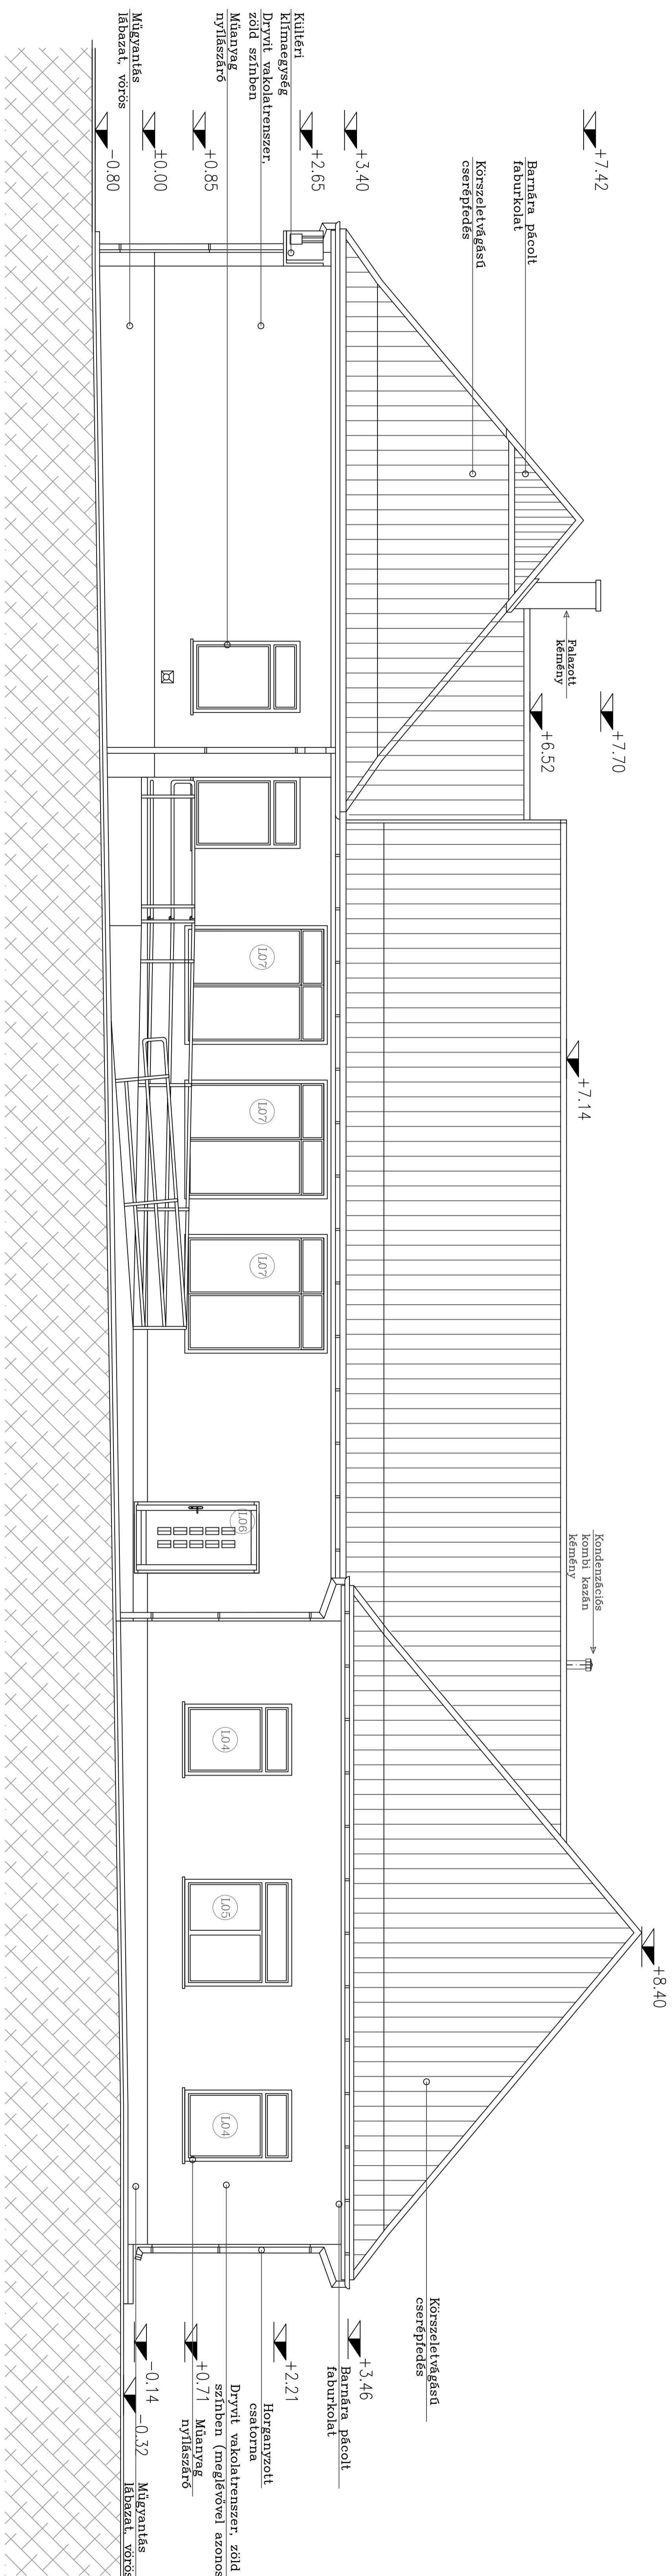 +7.42
Barnára pácolt
faburkolat
Körszeletvágású
cserépfedés
+3.40
+2.65
+0.85
±0.00
-0.80
Kültéri
klímaegység
Dryvit vakolatrenszer,
zöld színben
Műanyag
nyílászáró
Műgyantás
lábazat, vörös
Falazott
kémény
+7.70
+6.52
+7.14
Kondenzációs
kombi kazán
kémény
+8.40
L07
L07
L07
L06
L04
L05
L04
Körszeletvágású
cserépfedés
+3.46
Barnára pácolt
faburkolat
+2.21
Horganyzott
csatorna
Dryvit vakolatrenszer, zöld
színben (meglévővel azonos
+0.71
Műanyag
nyílászáró
-0.14
-0.32
Műgyantás
lábazat, vörös